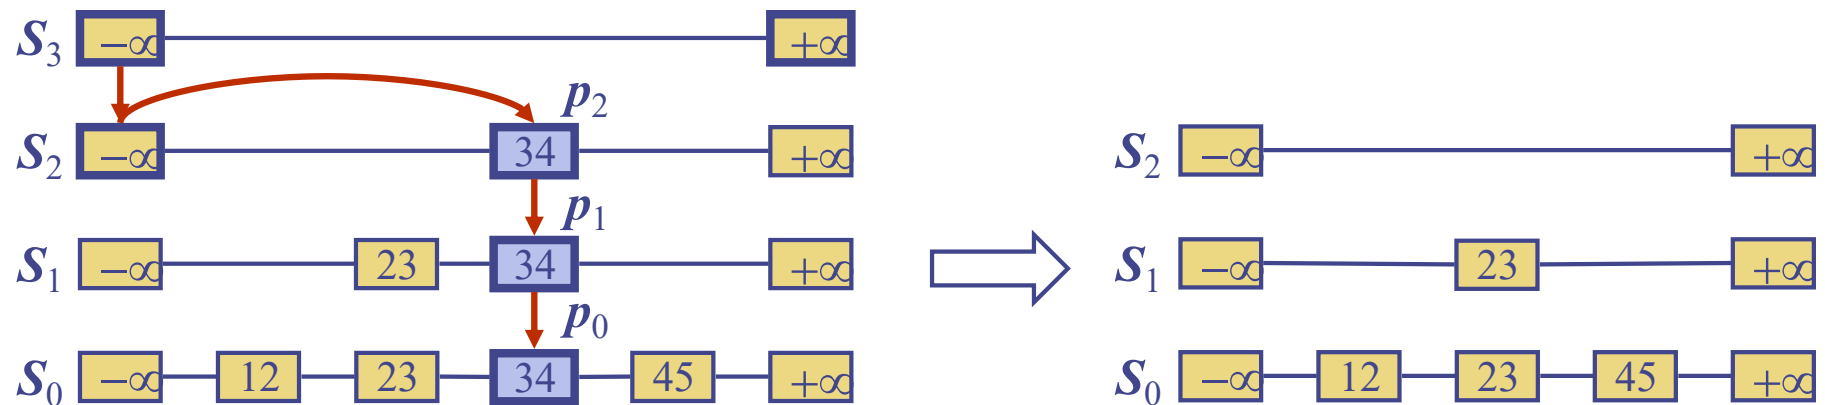 S₃ −∞ +∞
p₂
S₂ −∞ 34 +∞ S₂ −∞ +∞
p₁
S₁ −∞ 23 34 +∞ S₁ −∞ 23 +∞
p₀
S₀ −∞ 12 23 34 45 +∞ S₀ −∞ 12 23 45 +∞